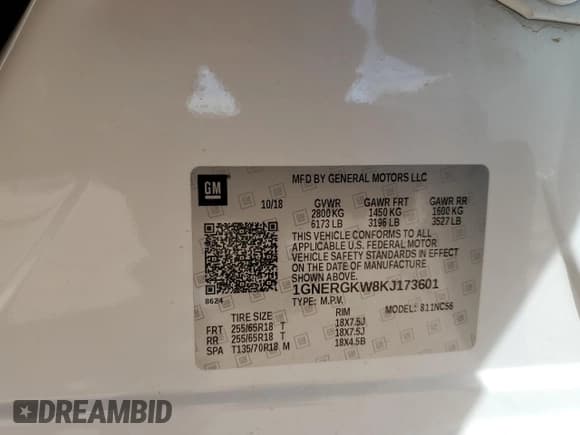 GM
MFD BY GENERAL MOTORS LLC
10/18
GVWR GAWR FRT GAWR RR
2800 KG 1450 KG 1600 KG
6173 LB 3196 LB 3527 LB
THIS VEHICLE CONFORMS TO ALL
APPLICABLE U.S. FEDERAL MOTOR
VEHICLE SAFETY STANDARDS IN EFFECT
ON THE DATE OF MANUFACTURE
SHOWN ABOVE.
8624
1GNERGKW8KJ173601
TYPE: M.P.V. MODEL: 811NC56
TIRE SIZE RIM
FRT 255/65R18 T 18X7.5J
RR 255/65R18 T 18X7.5J
SPA T135/70R18 M 18X4.5B
DREAMBID